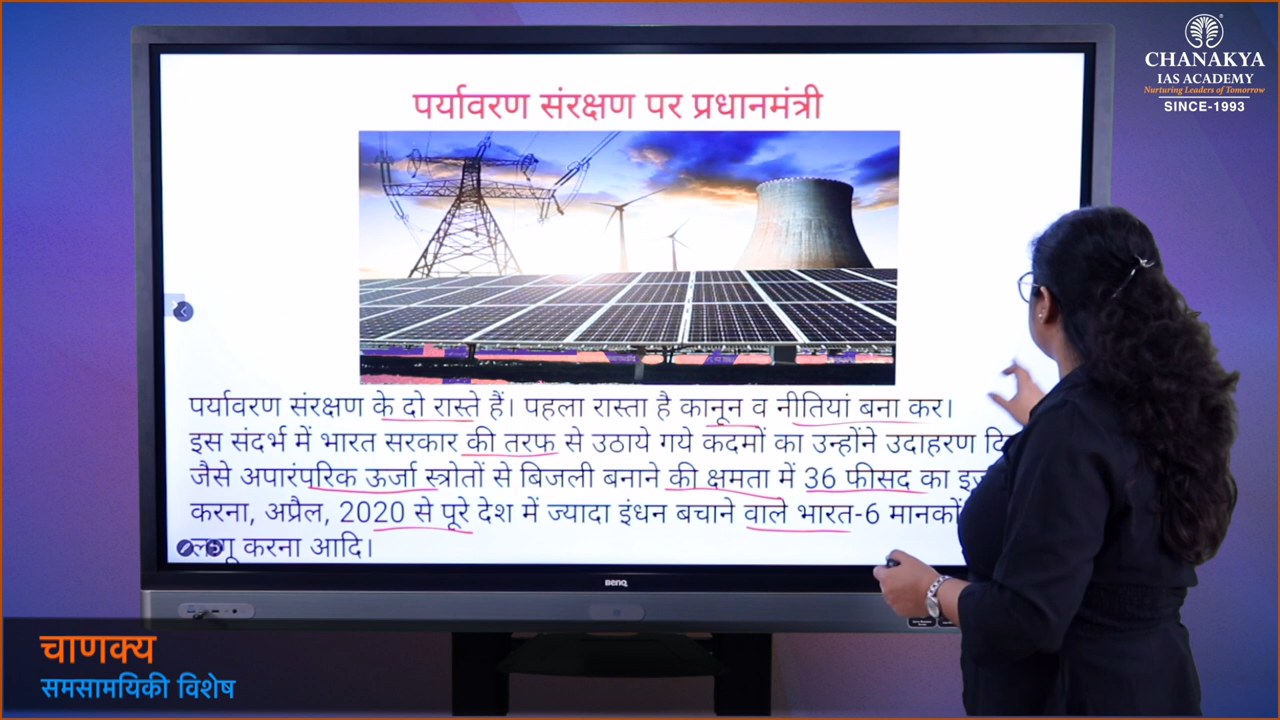 CHANAKYA
IAS ACADEMY
Nurturing Leaders of Tomorrow
SINCE-1993
पर्यावरण संरक्षण पर प्रधानमंत्री
पर्यावरण संरक्षण के दो रास्ते हैं। पहला रास्ता है कानून व नीतियां बना कर।
इस संदर्भ में भारत सरकार की तरफ से उठाये गये कदमों का उन्होंने उदाहरण
जैसे अपारंपरिक ऊर्जा स्त्रोतों से बिजली बनाने की क्षमता में 36 फीसद का
करना, अप्रैल, 2020 से पूरे देश में ज्यादा इंधन बचाने वाले भारत-6 मानकों
लागू करना आदि।
BENQ
चाणक्य
समसामयिकी विशेष